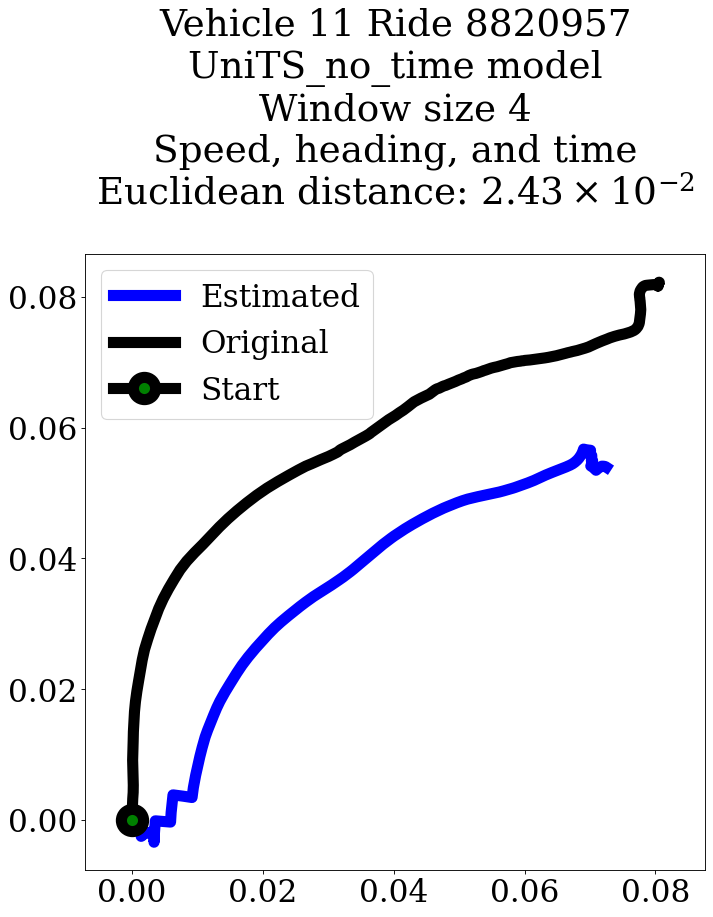 Vehicle 11 Ride 8820957
UniTS_no_time model
Window size 4
Speed, heading, and time
Euclidean distance: 2.43 × 10⁻²
Estimated
Original
Start
0.08
0.06
0.04
0.02
0.00
0.00 0.02 0.04 0.06 0.08